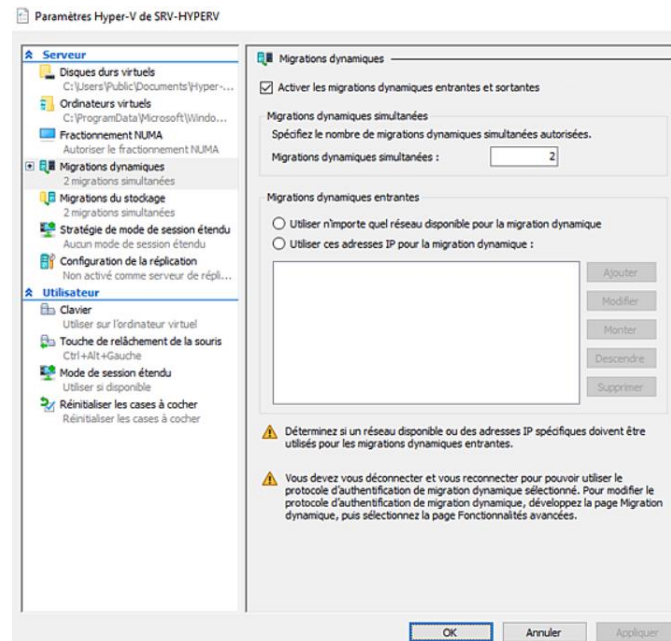 Paramètres Hyper-V de SRV-HYPERV
Serveur
Disques durs virtuels
C:\Users\Public\Documents\Hyper-...
Ordinateurs virtuels
C:\ProgramData\Microsoft\Windo...
Fractionnement NUMA
Autoriser le fractionnement NUMA
Migrations dynamiques
2 migrations simultanées
Migrations du stockage
2 migrations simultanées
Stratégie de mode de session étendu
Aucun mode de session étendu
Configuration de la réplication
Non activé comme serveur de répli...
Utilisateur
Clavier
Utiliser sur l'ordinateur virtuel
Touche de relâchement de la souris
Ctrl+Alt+Gauche
Mode de session étendu
Utiliser si disponible
Réinitialiser les cases à cocher
Réinitialiser les cases à cocher
Migrations dynamiques
Activer les migrations dynamiques entrantes et sortantes
Migrations dynamiques simultanées
Spécifiez le nombre de migrations dynamiques simultanées autorisées.
Migrations dynamiques simultanées : 2
Migrations dynamiques entrantes
Utiliser n'importe quel réseau disponible pour la migration dynamique
Utiliser ces adresses IP pour la migration dynamique :
Ajouter
Modifier
Monter
Descendre
Supprimer
Déterminez si un réseau disponible ou des adresses IP spécifiques doivent être
utilisés pour les migrations dynamiques entrantes.
Vous devez vous déconnecter et vous reconnecter pour pouvoir utiliser le
protocole d'authentification de migration dynamique sélectionné. Pour modifier le
protocole d'authentification de migration dynamique, développez la page Migration
dynamique, puis sélectionnez la page Fonctionnalités avancées.
OK Annuler Appliquer